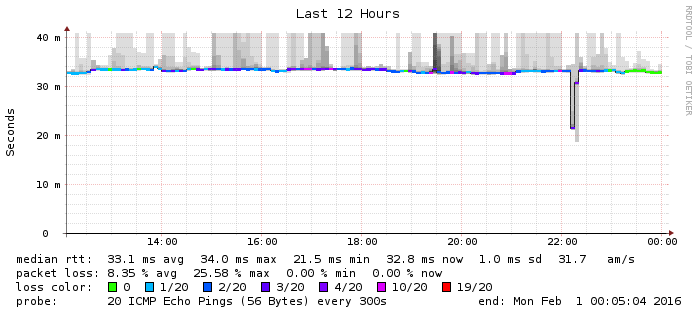 Last 12 Hours
RRDTOOL / TOBI OETIKER
Seconds
40 m
30 m
20 m
10 m
0
14:00 16:00 18:00 20:00 22:00 00:00
median rtt: 33.1 ms avg 34.0 ms max 21.5 ms min 32.8 ms now 1.0 ms sd 31.7 am/s
packet loss: 8.35 % avg 25.58 % max 0.00 % min 0.00 % now
loss color: 0 1/20 2/20 3/20 4/20 10/20 19/20
probe: 20 ICMP Echo Pings (56 Bytes) every 300s end: Mon Feb 1 00:05:04 2016